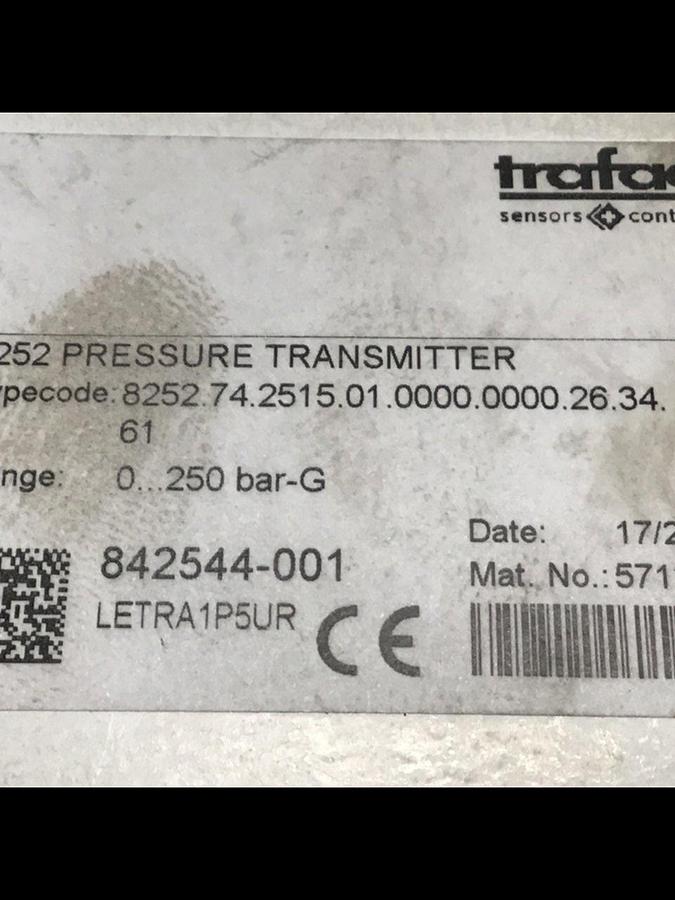 trafa
sensors cont
252 PRESSURE TRANSMITTER
ypecode: 8252.74.2515.01.0000.0000.26.34.
61
nge: 0...250 bar-G
Date: 17/2
842544-001
Mat. No.: 571
LETRA1P5UR
CE